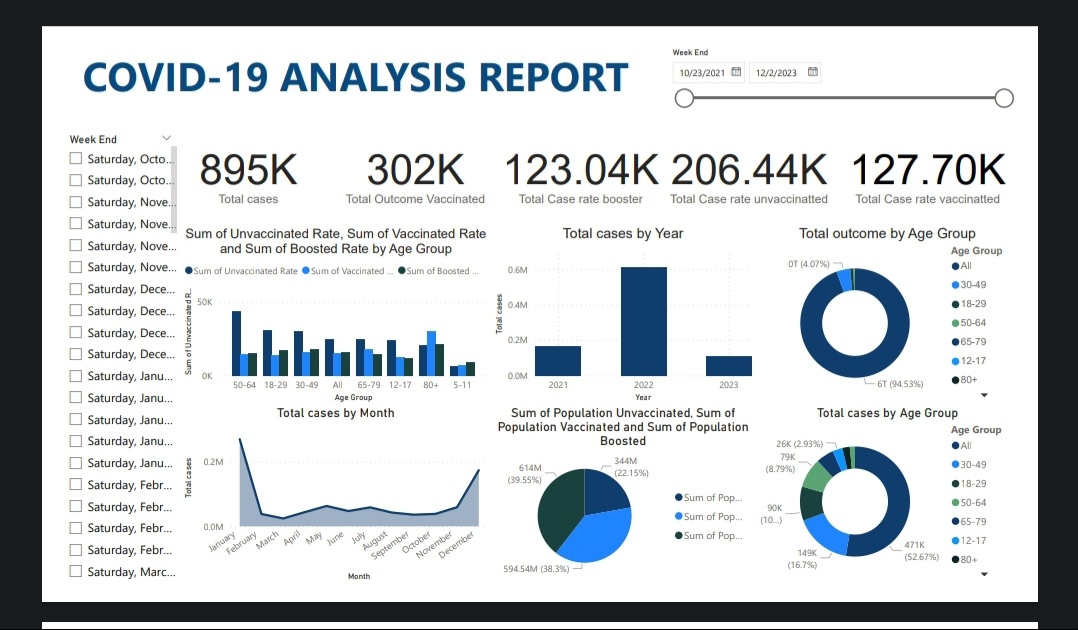 COVID-19 ANALYSIS REPORT
Week End
10/23/2021
12/2/2023
Week End
Saturday, Octo...
Saturday, Octo...
Saturday, Nove...
Saturday, Nove...
Saturday, Nove...
Saturday, Nove...
Saturday, Dece...
Saturday, Dece...
Saturday, Dece...
Saturday, Dece...
Saturday, Janu...
Saturday, Janu...
Saturday, Janu...
Saturday, Janu...
Saturday, Janu...
Saturday, Febr...
Saturday, Febr...
Saturday, Febr...
Saturday, Febr...
Saturday, Marc...
895K
Total cases
302K
Total Outcome Vaccinated
123.04K
Total Case rate booster
206.44K
Total Case rate unvaccinatted
127.70K
Total Case rate vaccinatted
Sum of Unvaccinated Rate, Sum of Vaccinated Rate
and Sum of Boosted Rate by Age Group
Sum of Unvaccinated Rate
Sum of Vaccinated ...
Sum of Boosted ...
Sum of Unvaccinated R...
50K
0K
50-64
18-29
30-49
All
65-79
12-17
80+
5-11
Age Group
Total cases by Year
Total cases
0.6M
0.4M
0.2M
0.0M
2021
2022
2023
Year
Total outcome by Age Group
0T (4.07%)
6T (94.53%)
Age Group
All
30-49
18-29
50-64
65-79
12-17
80+
Total cases by Month
Total cases
0.2M
0.0M
January
February
March
April
May
June
July
August
September
October
November
December
Month
Sum of Population Unvaccinated, Sum of
Population Vaccinated and Sum of Population
Boosted
614M
(39.55%)
344M
(22.15%)
594.54M (38.3%)
Sum of Pop...
Sum of Pop...
Sum of Pop...
Total cases by Age Group
26K (2.93%)
79K
(8.79%)
90K
(10...)
149K
(16.7%)
471K
(52.67%)
Age Group
All
30-49
18-29
50-64
65-79
12-17
80+